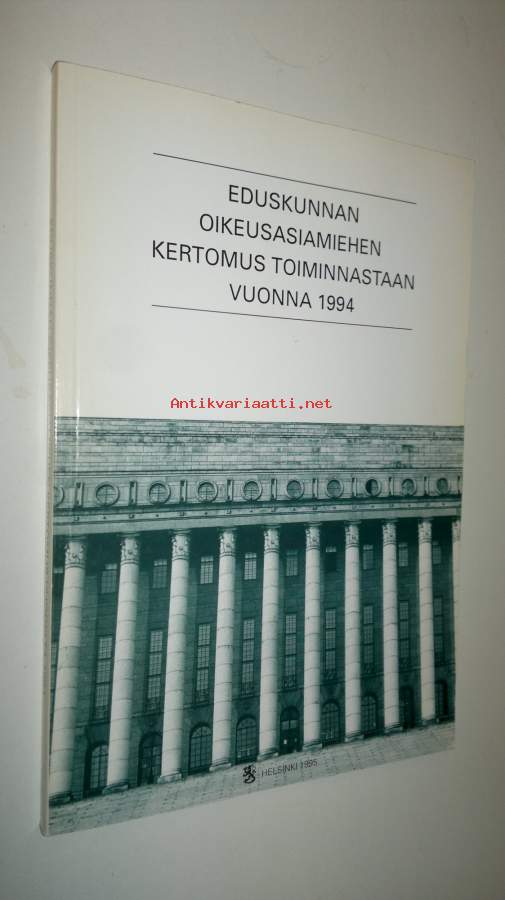 EDUSKUNNAN
OIKEUSASIAMIEHEN
KERTOMUS TOIMINNASTAAN
VUONNA 1994
Antikvariaatti.net
HELSINKI 1995